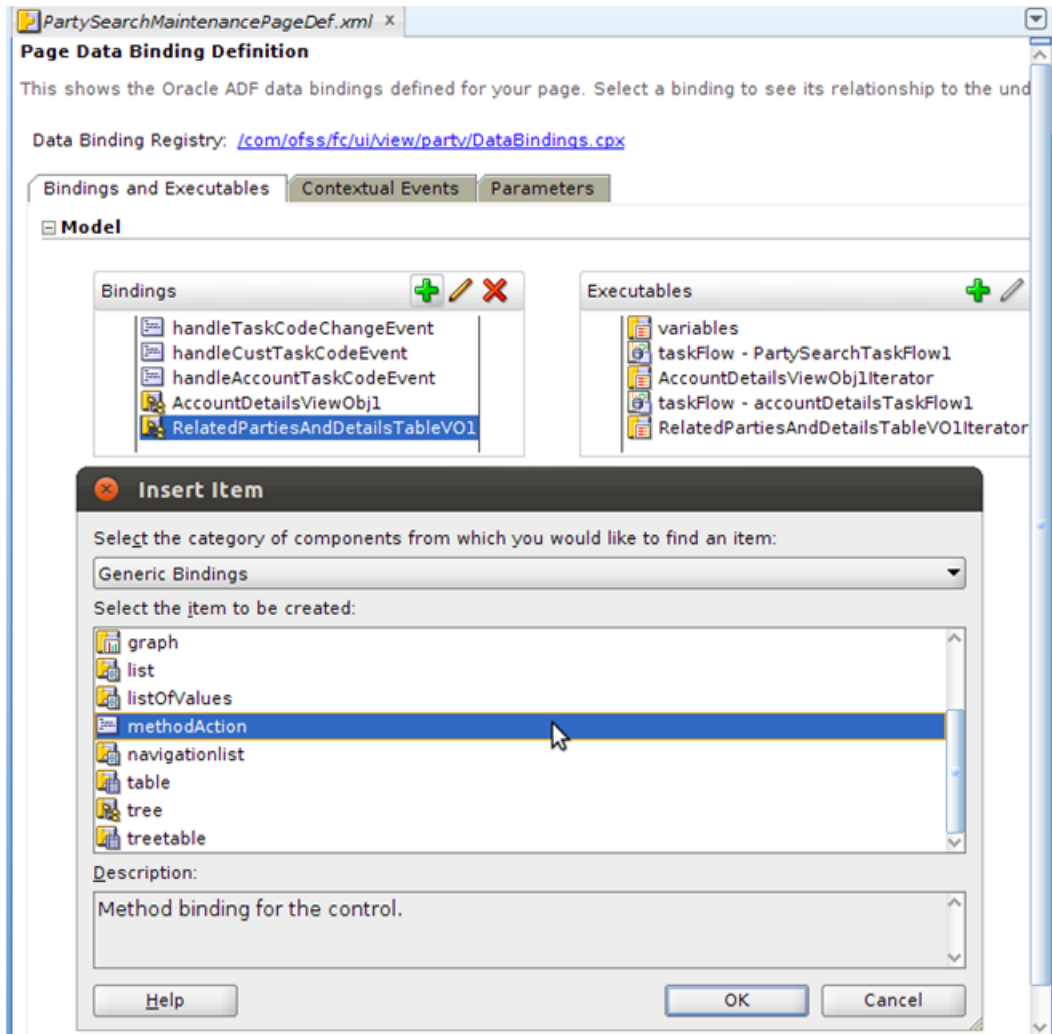 PartySearchMaintenancePageDef.xml x
Page Data Binding Definition
This shows the Oracle ADF data bindings defined for your page. Select a binding to see its relationship to the und
Data Binding Registry: /com/ofss/fc/ui/view/party/DataBindings.cpx
Bindings and Executables Contextual Events Parameters
Model
Bindings
handleTaskCodeChangeEvent
handleCustTaskCodeEvent
handleAccountTaskCodeEvent
AccountDetailsViewObj1
RelatedPartiesAndDetailsTableVO1
Executables
variables
taskFlow - PartySearchTaskFlow1
AccountDetailsViewObj1Iterator
taskFlow - accountDetailsTaskFlow1
RelatedPartiesAndDetailsTableVO1Iterator
Insert Item
Select the category of components from which you would like to find an item:
Generic Bindings
Select the item to be created:
graph
list
listOfValues
methodAction
navigationlist
table
tree
treetable
Description:
Method binding for the control.
Help OK Cancel